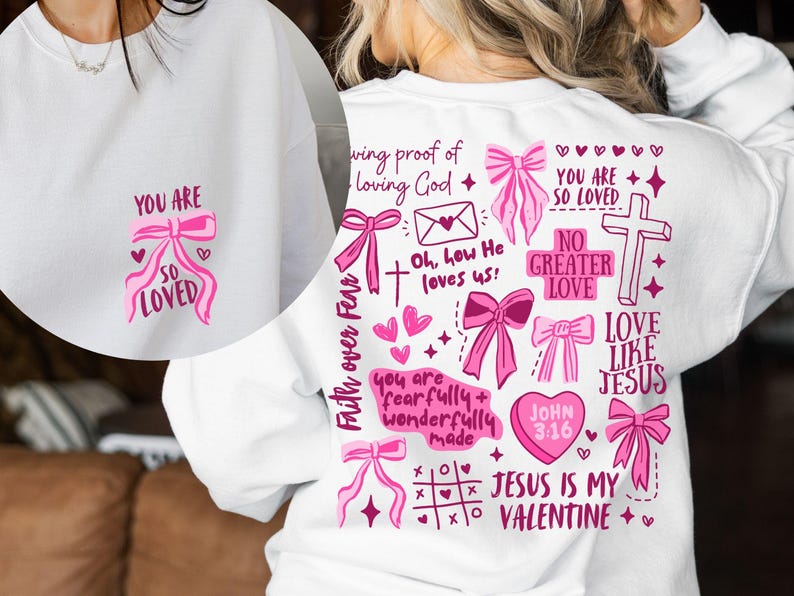 YOU ARE
SO
LOVED
ving proof of
loving God
YOU ARE
SO LOVED
Oh, how He
loves us!
NO
GREATER
LOVE
Faith over Fear
LOVE
LIKE
JESUS
you are
fearfully +
wonderfully
made
JOHN
3:16
X O
X X
X O O
JESUS IS MY
VALENTINE